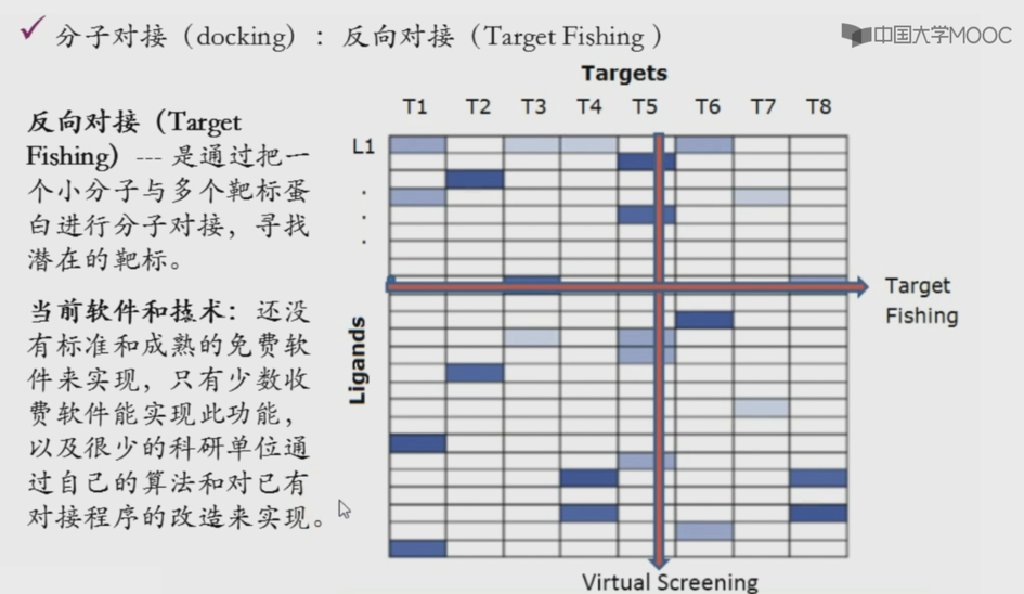 ✓ 分子对接（docking）：反向对接（Target Fishing ）
中国大学MOOC
反向对接（Target
Fishing）--- 是通过把一
个小分子与多个靶标蛋
白进行分子对接，寻找
潜在的靶标。
当前软件和技术：还没
有标准和成熟的免费软
件来实现，只有少数收
费软件能实现此功能，
以及很少的科研单位通
过自己的算法和对已有
对接程序的改造来实现。
Targets
T1 T2 T3 T4 T5 T6 T7 T8
L1
.
.
.
Ligands
Target
Fishing
Virtual Screening